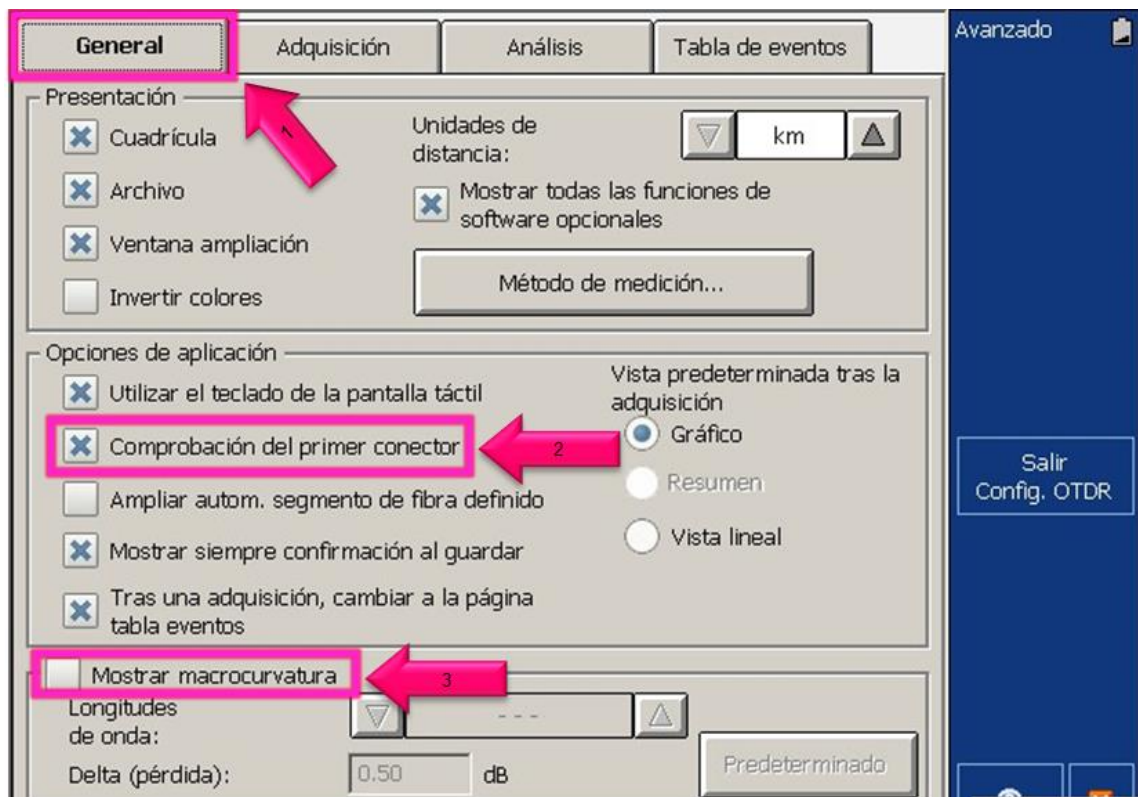 General
Adquisición
Análisis
Tabla de eventos
Avanzado
1
Presentación
Cuadrícula
Archivo
Ventana ampliación
Invertir colores
Unidades de
distancia:
km
Mostrar todas las funciones de
software opcionales
Método de medición...
Opciones de aplicación
Utilizar el teclado de la pantalla táctil
Comprobación del primer conector
2
Ampliar autom. segmento de fibra definido
Mostrar siempre confirmación al guardar
Tras una adquisición, cambiar a la página
tabla eventos
Vista predeterminada tras la
adquisición
Gráfico
Resumen
Vista lineal
Salir
Config. OTDR
Mostrar macrocurvatura
3
Longitudes
de onda:
---
Delta (pérdida):
0.50
dB
Predeterminado